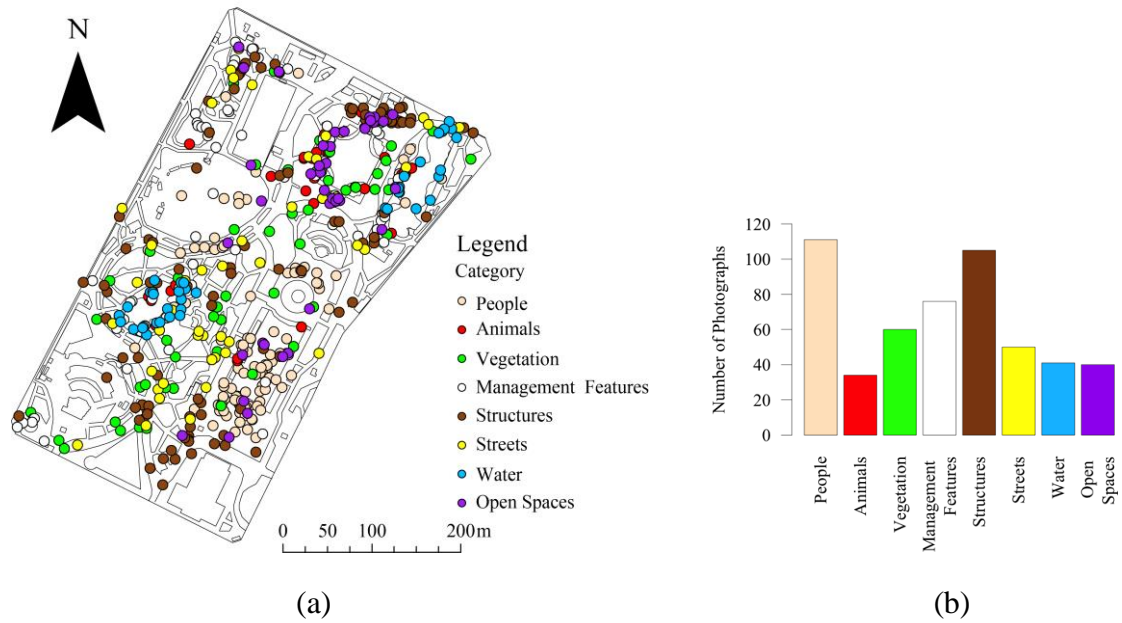 N
Legend
Category
People
Animals
Vegetation
Management Features
Structures
Streets
Water
Open Spaces
0 50 100 200 m
(a)
Number of Photographs
120
100
80
60
40
20
0
People
Animals
Vegetation
Management
Features
Structures
Streets
Water
Open
Spaces
(b)